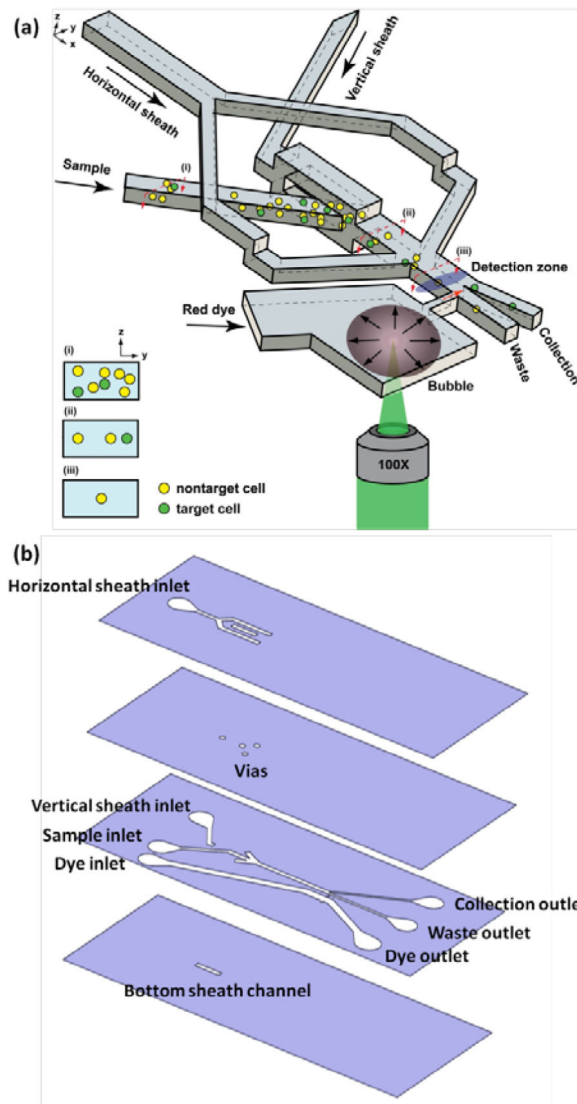 (a)
z
y
x
Horizontal sheath
Vertical sheath
Sample
(i)
(ii)
(iii)
Detection zone
Red dye
Bubble
Waste
Collection
100X
z
y
(i)
(ii)
(iii)
nontarget cell
target cell
(b)
Horizontal sheath inlet
Vias
Vertical sheath inlet
Sample inlet
Dye inlet
Collection outle
Waste outlet
Dye outlet
Bottom sheath channel